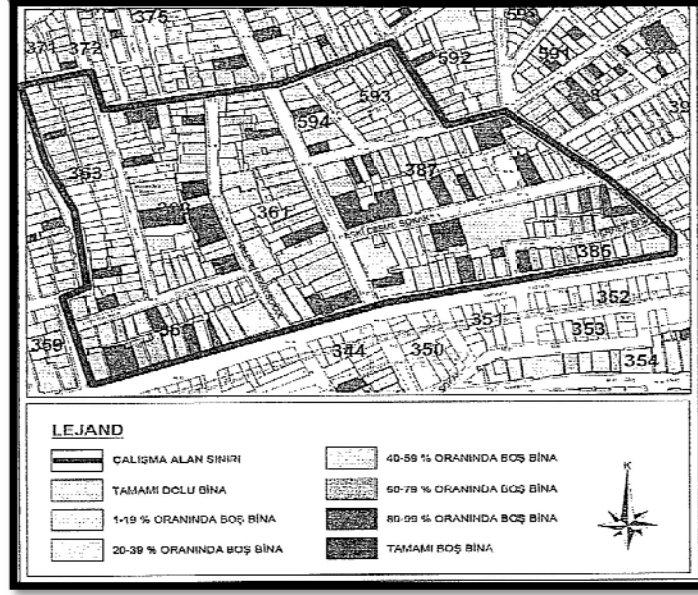 371
372
375
592
591
593
594
363
387
361
385
359
344
350
351
352
353
354
LEJAND
ÇALIŞMA ALAN SINIRI
TAMAMI DOLU BİNA
1-19 % ORANINDA BOŞ BİNA
20-39 % ORANINDA BOŞ BİNA
40-59 % ORANINDA BOŞ BİNA
60-79 % ORANINDA BOŞ BİNA
80-99 % ORANINDA BOŞ BİNA
TAMAMI BOŞ BİNA
K